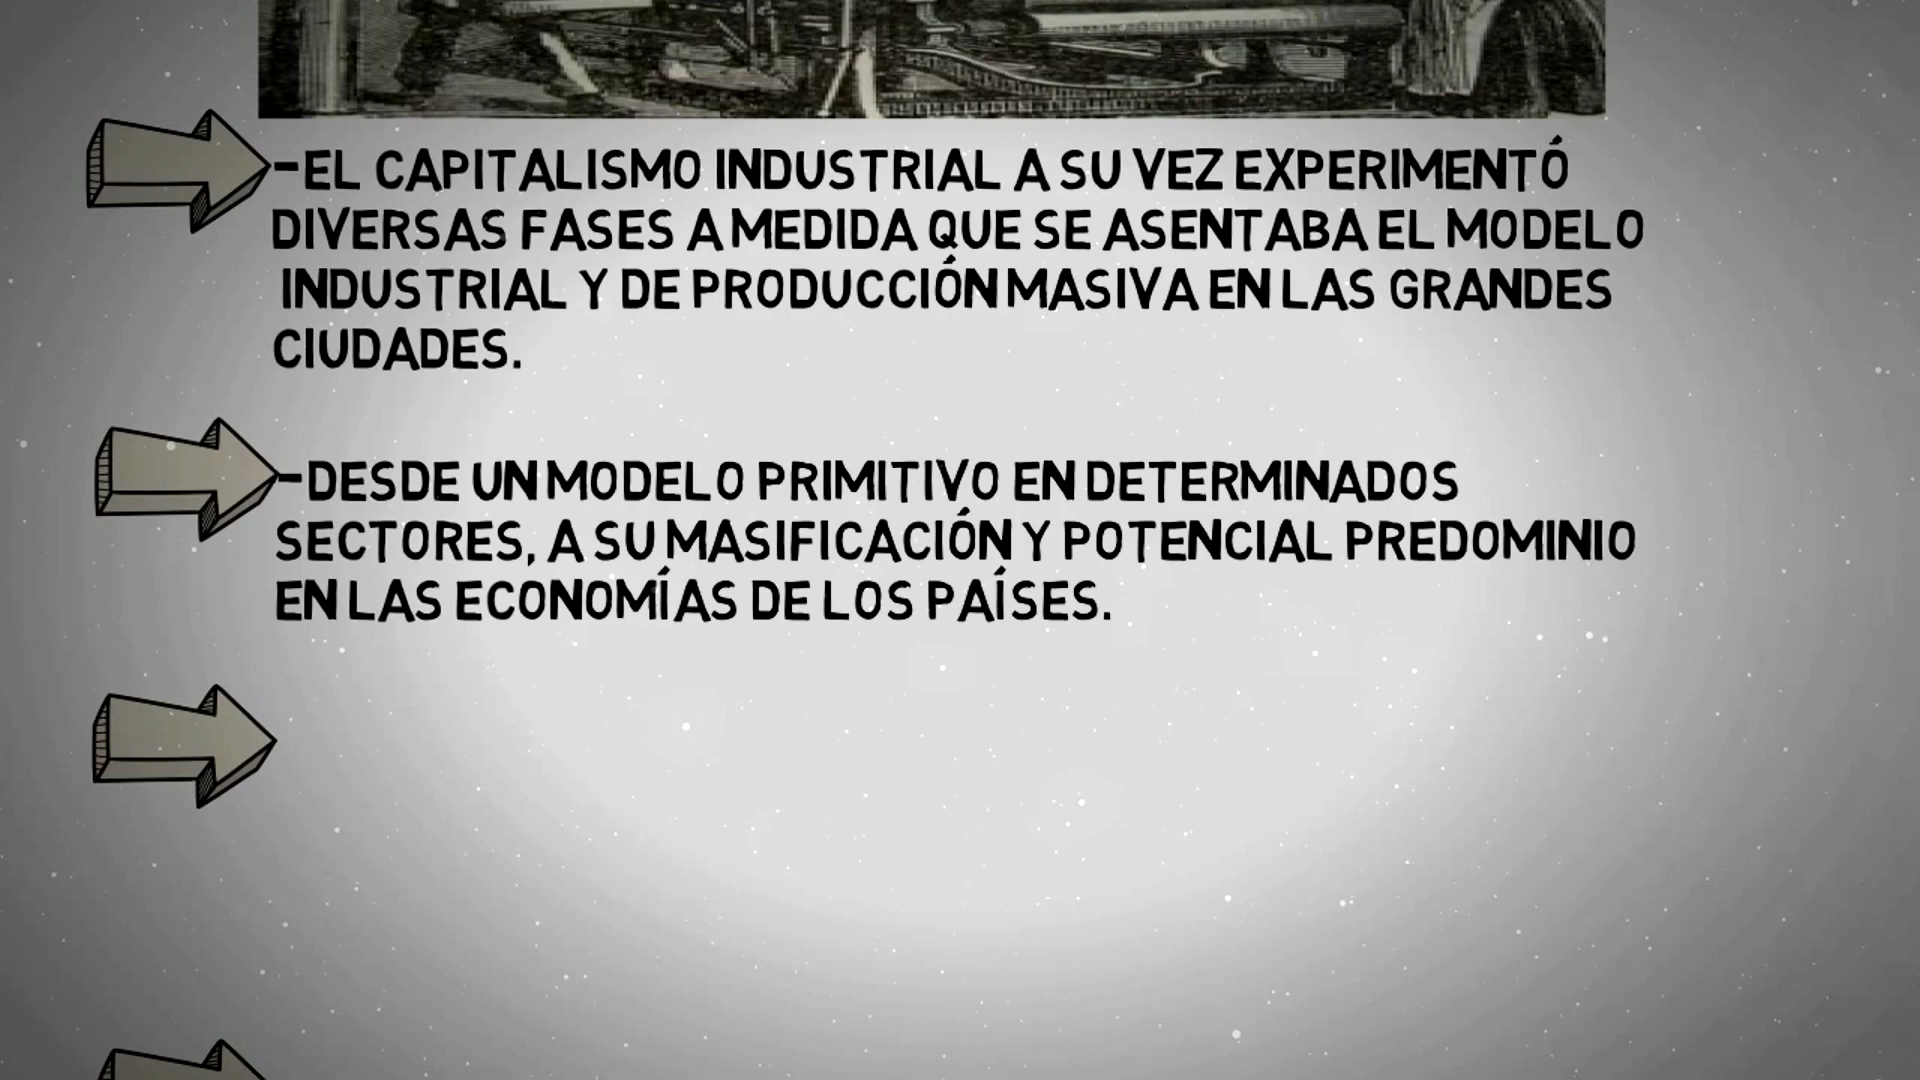 -EL CAPITALISMO INDUSTRIAL A SU VEZ EXPERIMENTÓ
DIVERSAS FASES A MEDIDA QUE SE ASENTABA EL MODELO
INDUSTRIAL Y DE PRODUCCIÓN MASIVA EN LAS GRANDES
CIUDADES.
-DESDE UN MODELO PRIMITIVO EN DETERMINADOS
SECTORES, A SU MASIFICACIÓN Y POTENCIAL PREDOMINIO
EN LAS ECONOMÍAS DE LOS PAÍSES.